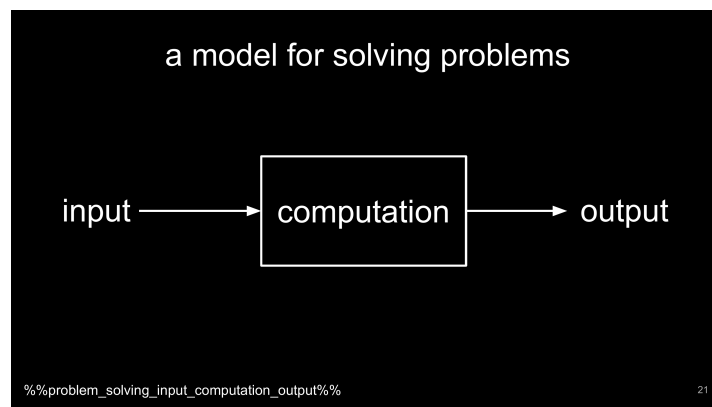 a model for solving problems
input computation output
%%problem_solving_input_computation_output%%
21